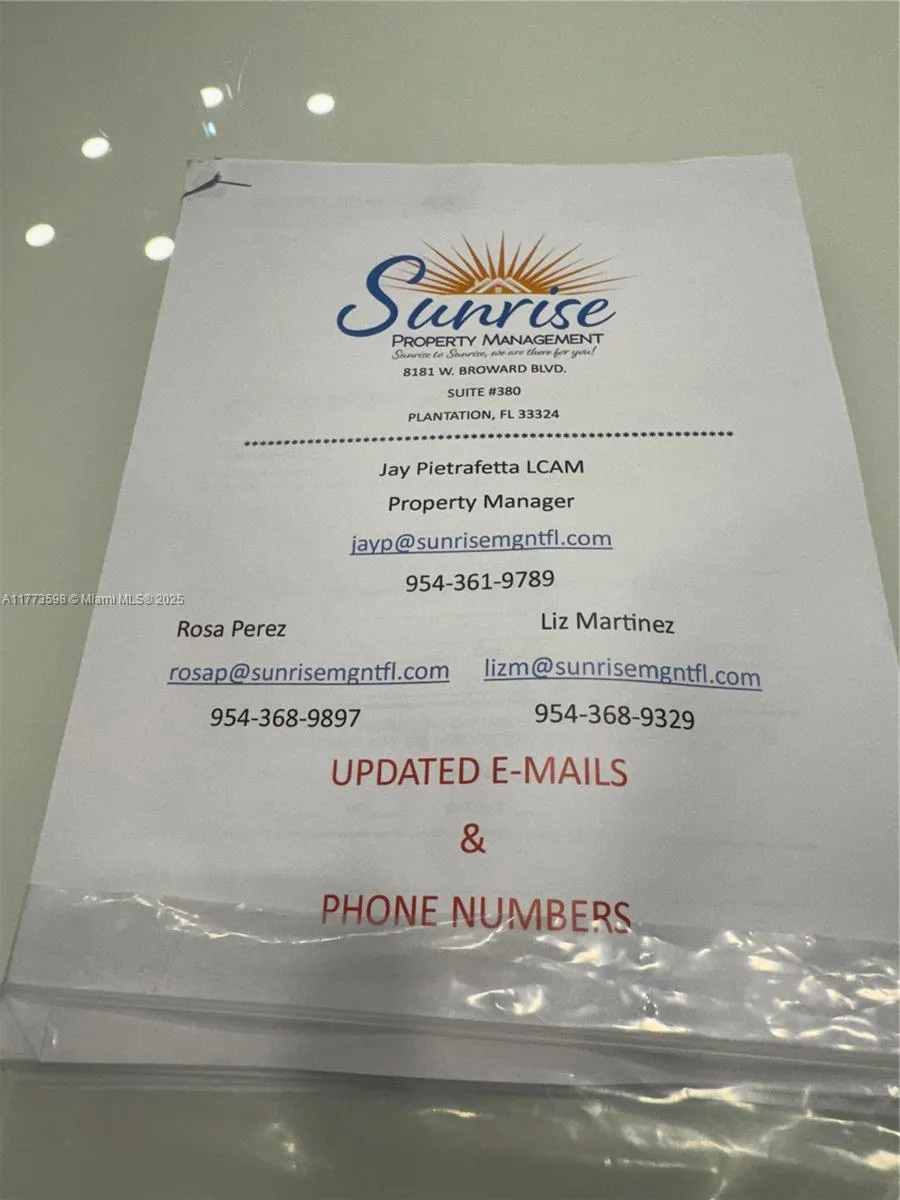 Sunrise
PROPERTY MANAGEMENT
Sunrise to Sunrise, we are there for you!
8181 W. BROWARD BLVD.
SUITE #380
PLANTATION, FL 33324
************************************************************
Jay Pietrafetta LCAM
Property Manager
jayp@sunrisemgntfl.com
954-361-9789
A11773598 © Miami MLS® 2025
Rosa Perez Liz Martinez
rosap@sunrisemgntfl.com lizm@sunrisemgntfl.com
954-368-9897 954-368-9329
UPDATED E-MAILS
&
PHONE NUMBERS